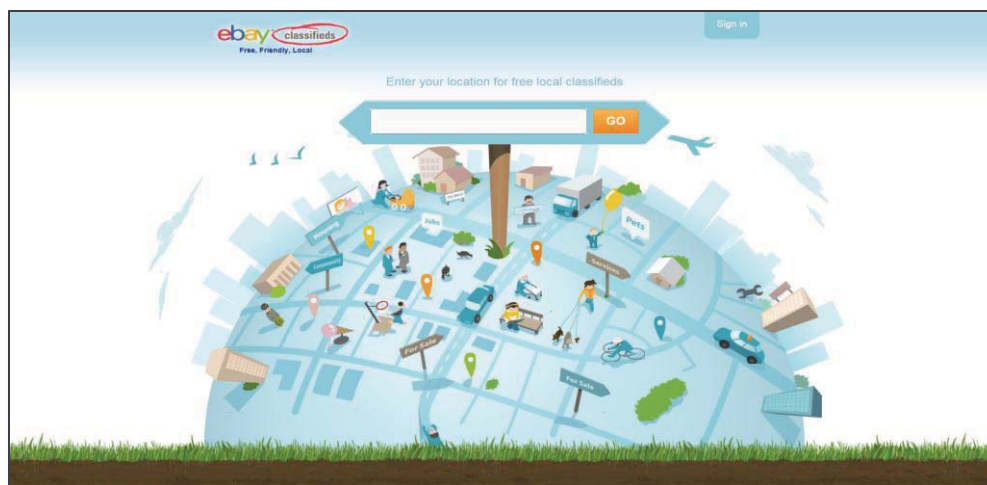 Sign in
ebay classifieds
Free, Friendly, Local
Enter your location for free local classifieds
GO
Jobs
Pets
Housing
Community
Services
For Sale
For Sale